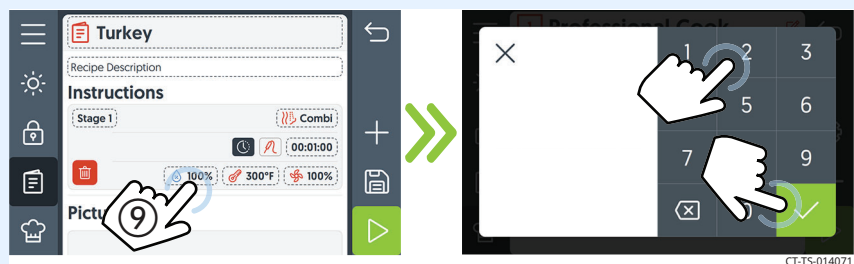 Turkey
Recipe Description
Instructions
Stage 1
Combi
00:01:00
100%
300°F
100%
9
Professional Cook
1
2
3
5
6
7
9
CT-TS-014071